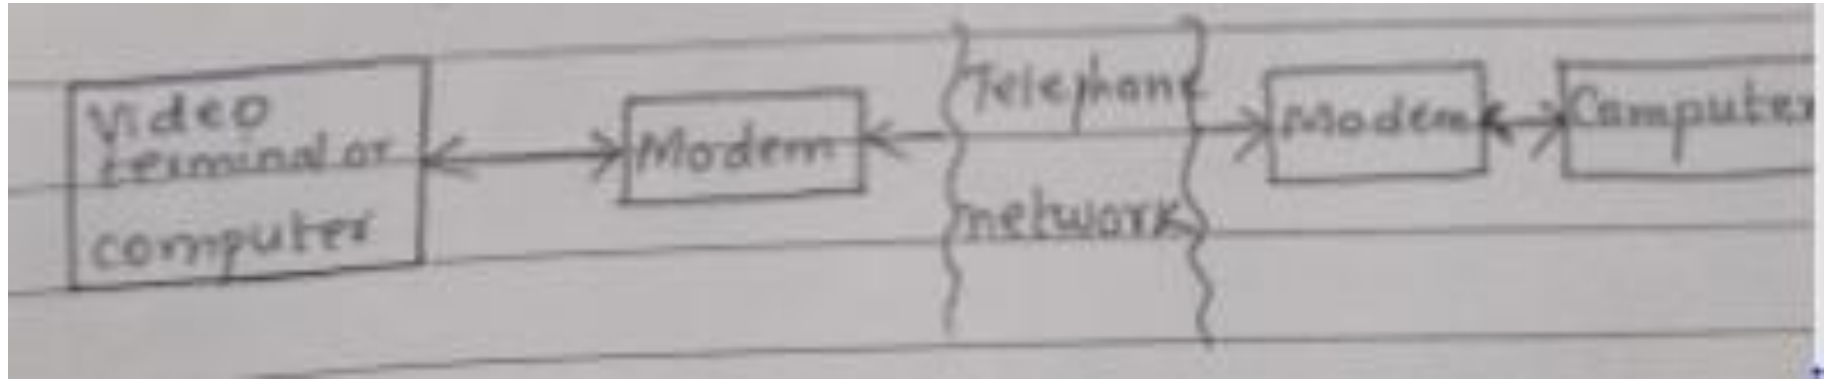 Video
terminal or
computer
Modem
Telephone
network
Modem
Computer